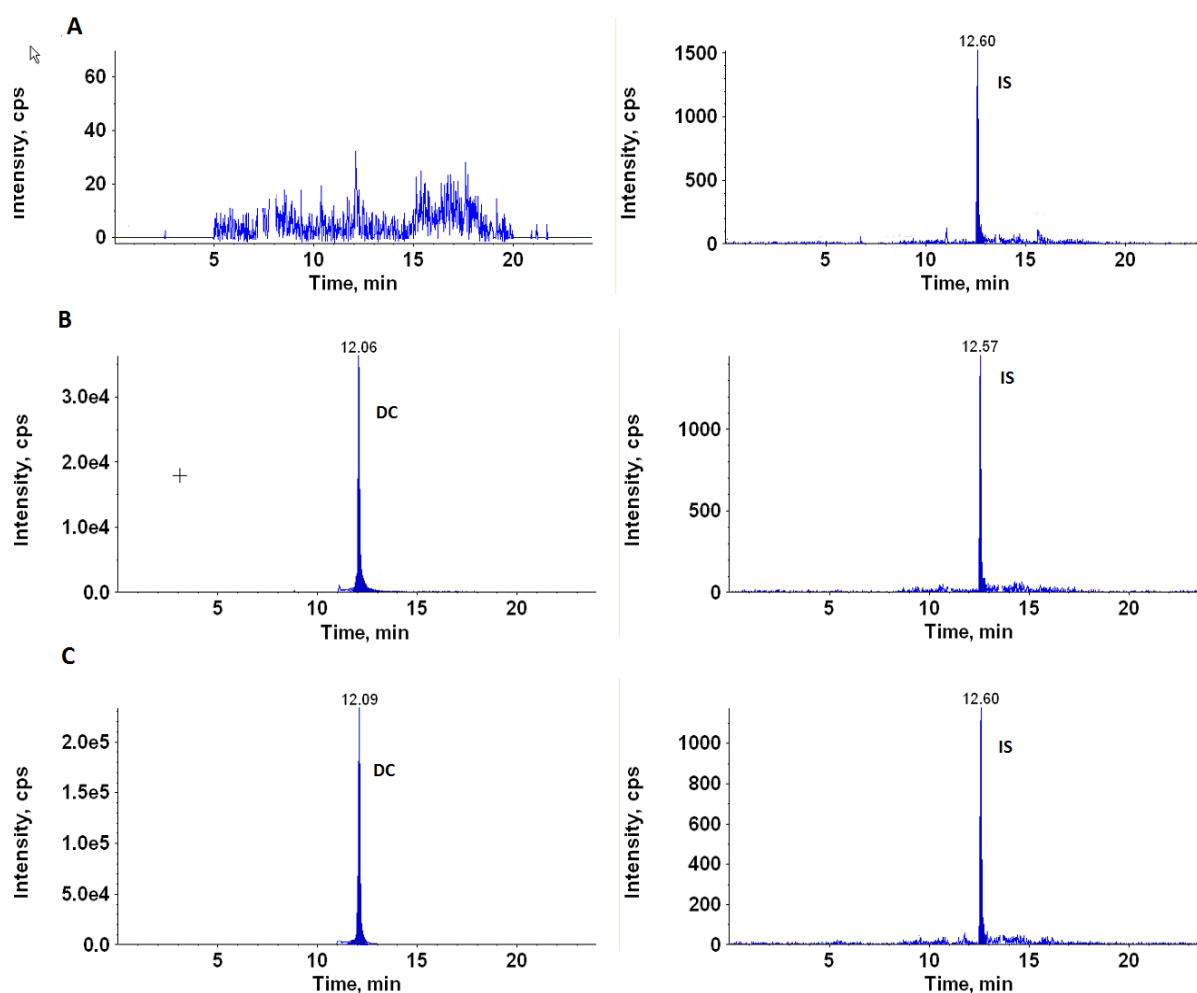 A
Intensity, cps
60
40
20
0
5 10 15 20
Time, min
12.60
IS
Intensity, cps
1500
1000
500
0
5 10 15 20
Time, min
B
12.06
DC
Intensity, cps
3.0e4
2.0e4
1.0e4
0.0
5 10 15 20
Time, min
12.57
IS
Intensity, cps
1000
500
0
5 10 15 20
Time, min
C
12.09
DC
Intensity, cps
2.0e5
1.5e5
1.0e5
5.0e4
0.0
5 10 15 20
Time, min
12.60
IS
Intensity, cps
1000
800
600
400
200
0
5 10 15 20
Time, min